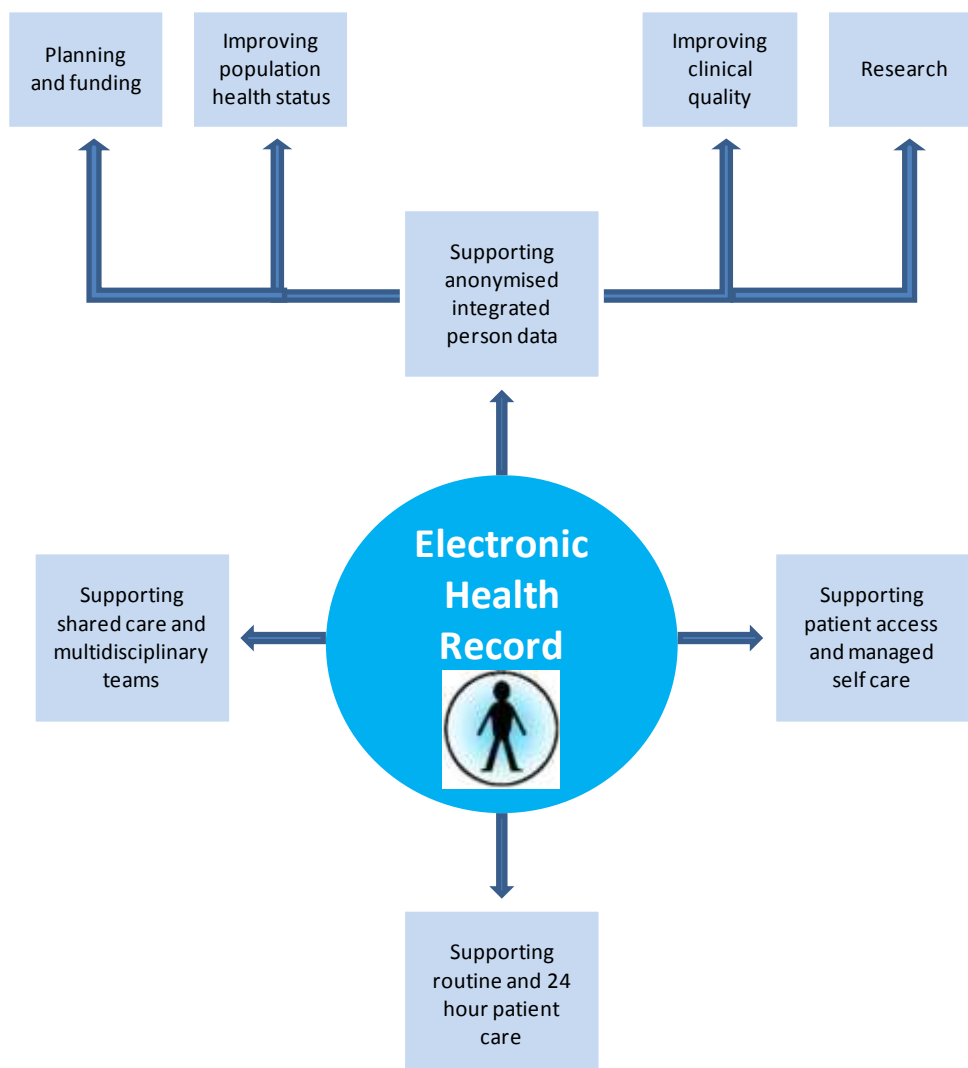 Planning
and funding
Improving
population
health status
Improving
clinical
quality
Research
Supporting
anonymised
integrated
person data
Electronic
Health
Record
Supporting
shared care and
multidisciplinary
teams
Supporting
patient access
and managed
self care
Supporting
routine and 24
hour patient
care